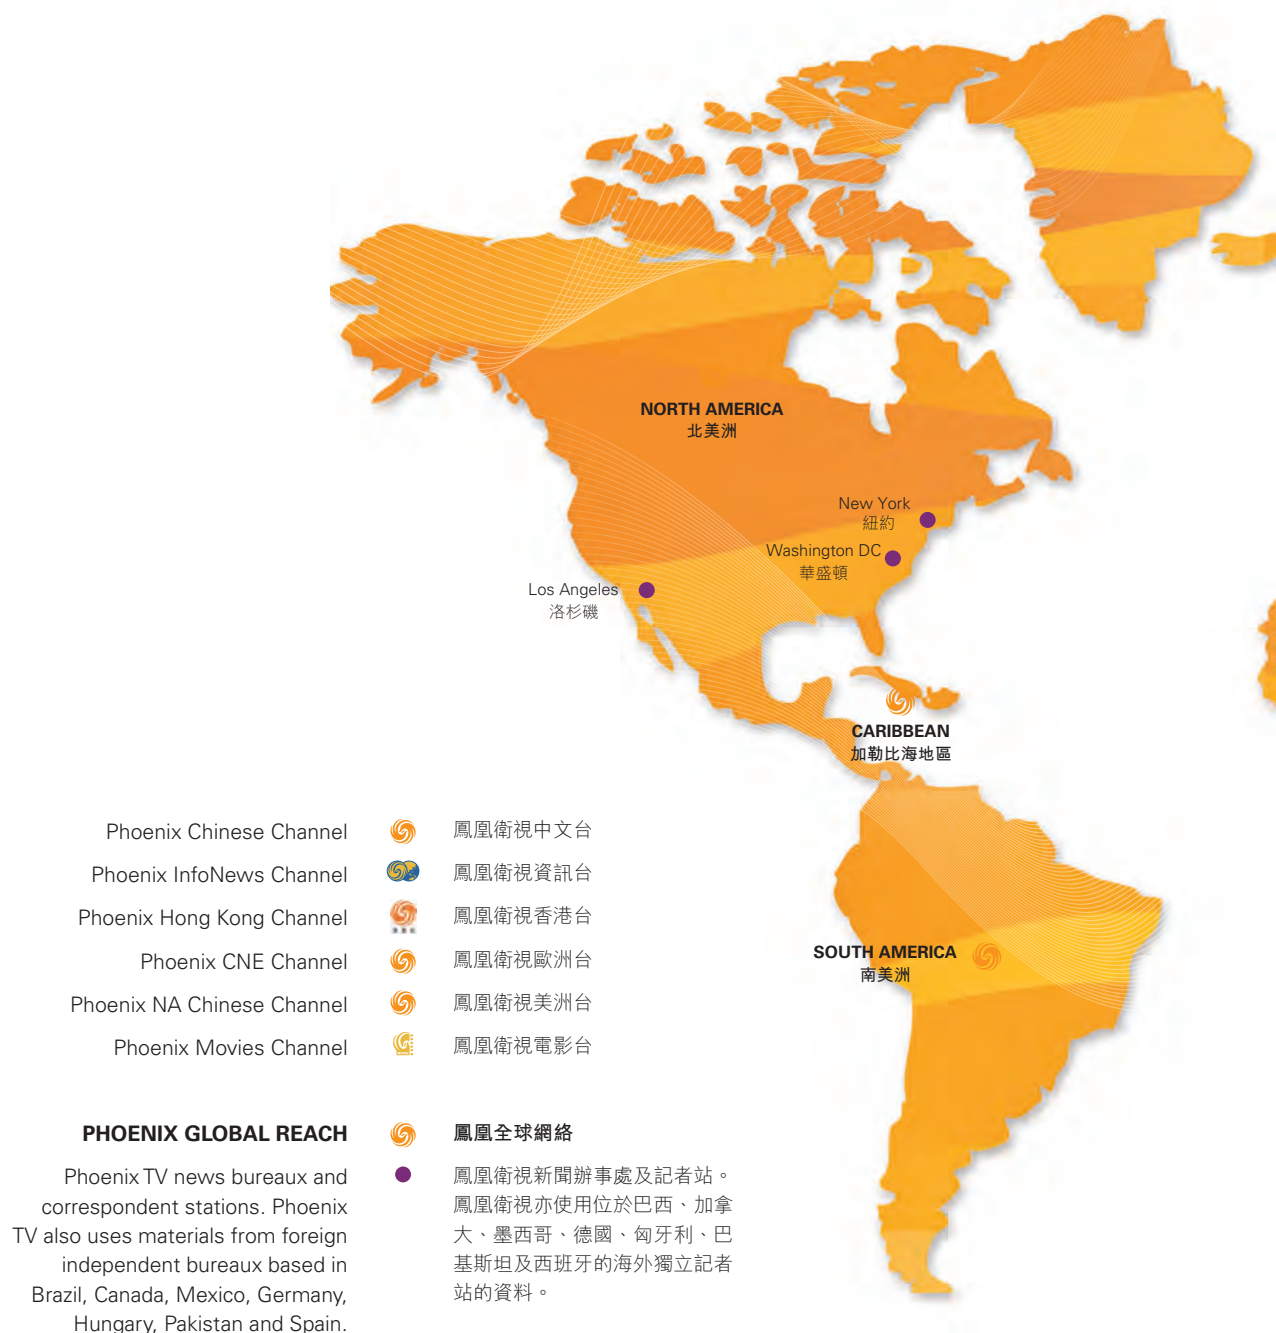 NORTH AMERICA
北美洲
New York
紐約
Washington DC
華盛頓
Los Angeles
洛杉磯
CARIBBEAN
加勒比海地區
SOUTH AMERICA
南美洲
Phoenix Chinese Channel 鳳凰衛視中文台
Phoenix InfoNews Channel 鳳凰衛視資訊台
Phoenix Hong Kong Channel 鳳凰衛視香港台
Phoenix CNE Channel 鳳凰衛視歐洲台
Phoenix NA Chinese Channel 鳳凰衛視美洲台
Phoenix Movies Channel 鳳凰衛視電影台
PHOENIX GLOBAL REACH 鳳凰全球網絡
Phoenix TV news bureaux and
correspondent stations. Phoenix
TV also uses materials from foreign
independent bureaux based in
Brazil, Canada, Mexico, Germany,
Hungary, Pakistan and Spain.
鳳凰衛視新聞辦事處及記者站。
鳳凰衛視亦使用位於巴西、加拿
大、墨西哥、德國、匈牙利、巴
基斯坦及西班牙的海外獨立記者
站的資料。